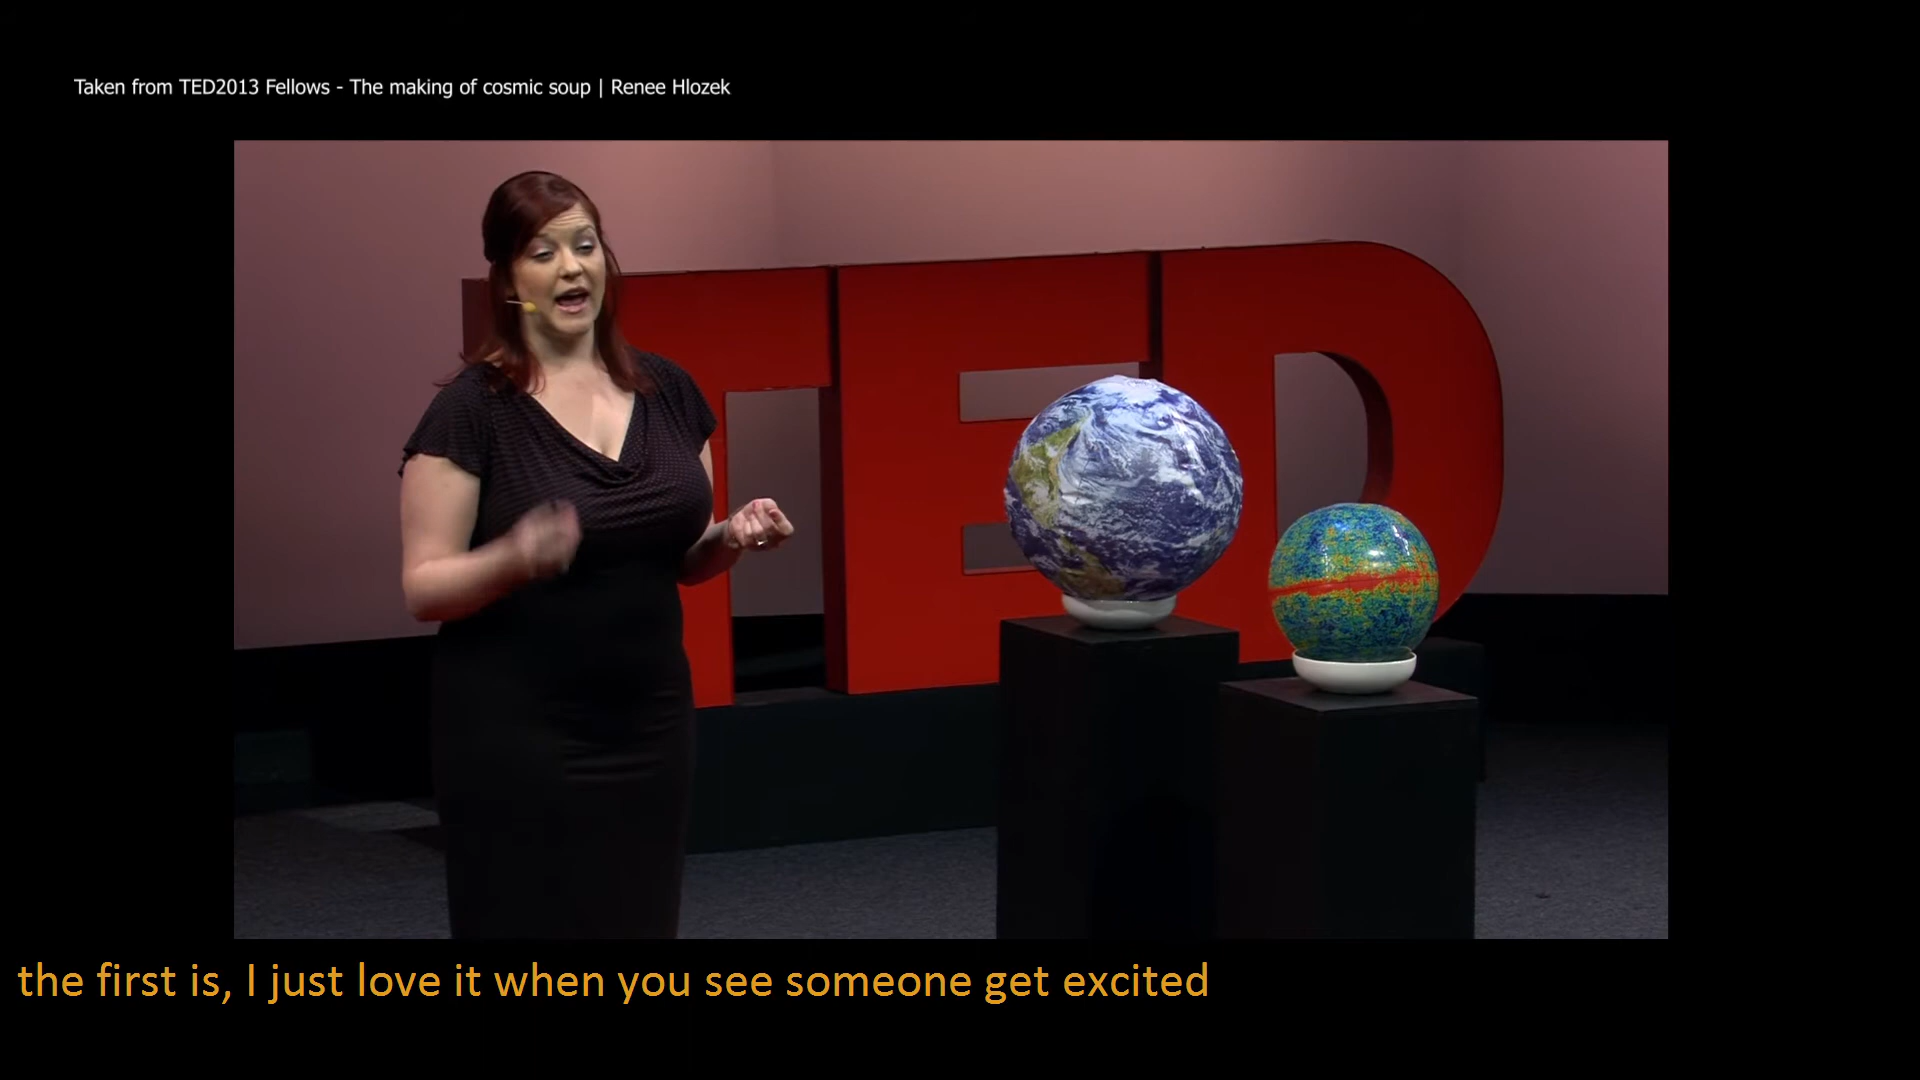 Taken from TED2013 Fellows - The making of cosmic soup | Renee Hlozek
TED
the first is, I just love it when you see someone get excited